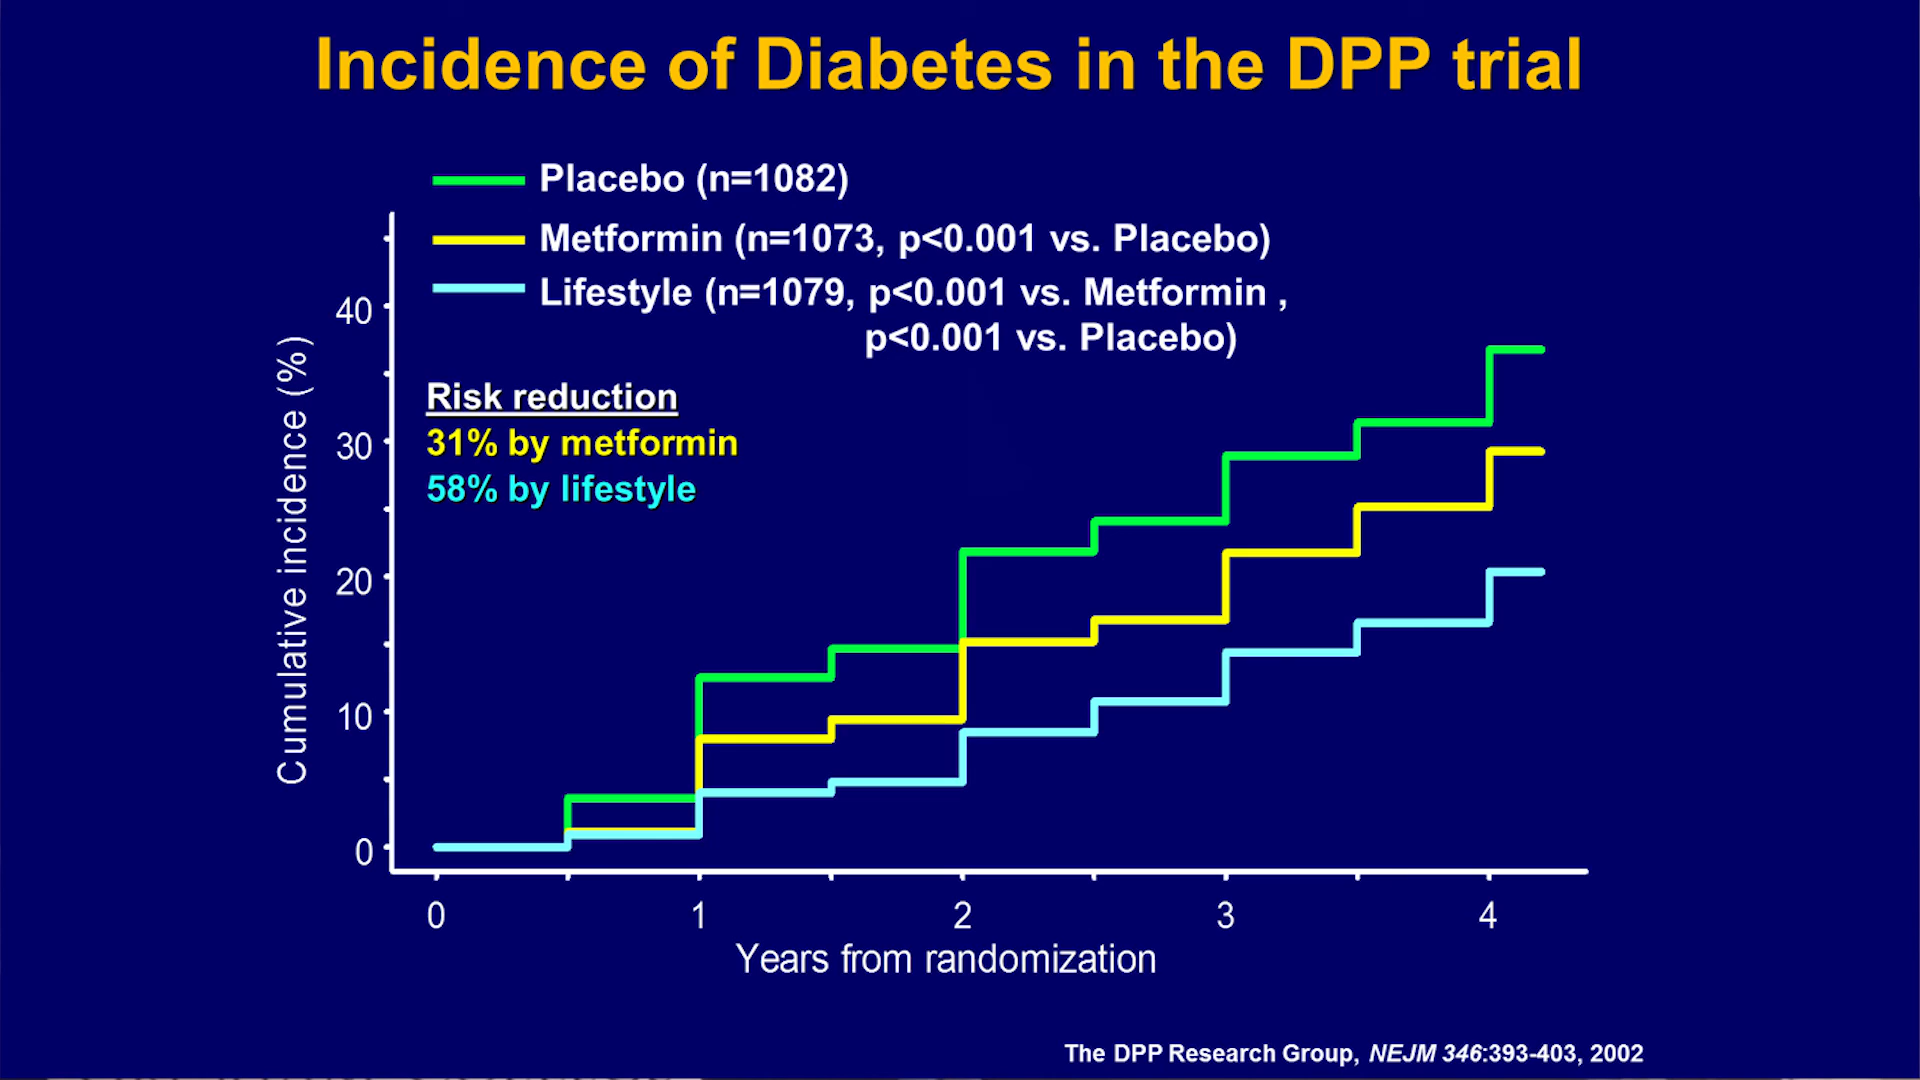 Incidence of Diabetes in the DPP trial
Placebo (n=1082)
Metformin (n=1073, p<0.001 vs. Placebo)
Lifestyle (n=1079, p<0.001 vs. Metformin ,
p<0.001 vs. Placebo)
Risk reduction
31% by metformin
58% by lifestyle
Cumulative incidence (%)
40
30
20
10
0
0 1 2 3 4
Years from randomization
The DPP Research Group, NEJM 346:393-403, 2002